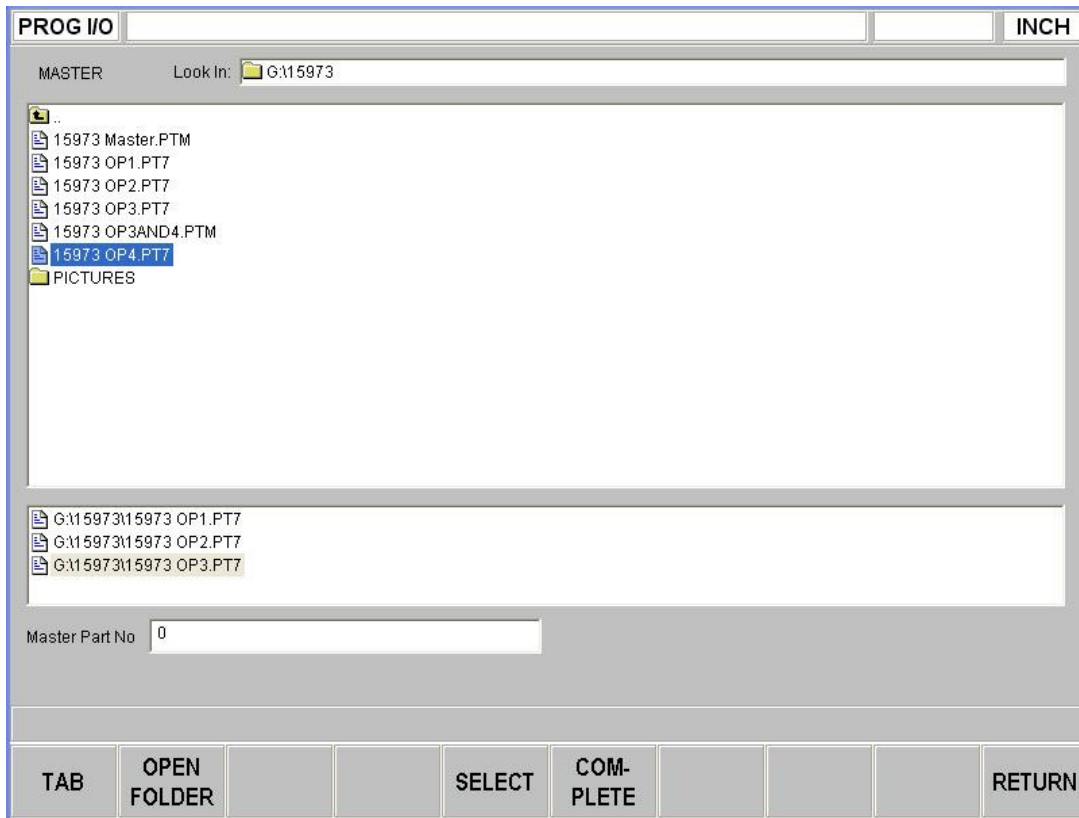 PROG I/O INCH
MASTER Look In: G:\15973
..
15973 Master.PTM
15973 OP1.PT7
15973 OP2.PT7
15973 OP3.PT7
15973 OP3AND4.PTM
15973 OP4.PT7
PICTURES
G:\15973\15973 OP1.PT7
G:\15973\15973 OP2.PT7
G:\15973\15973 OP3.PT7
Master Part No 0
TAB OPEN FOLDER SELECT COM-PLETE RETURN